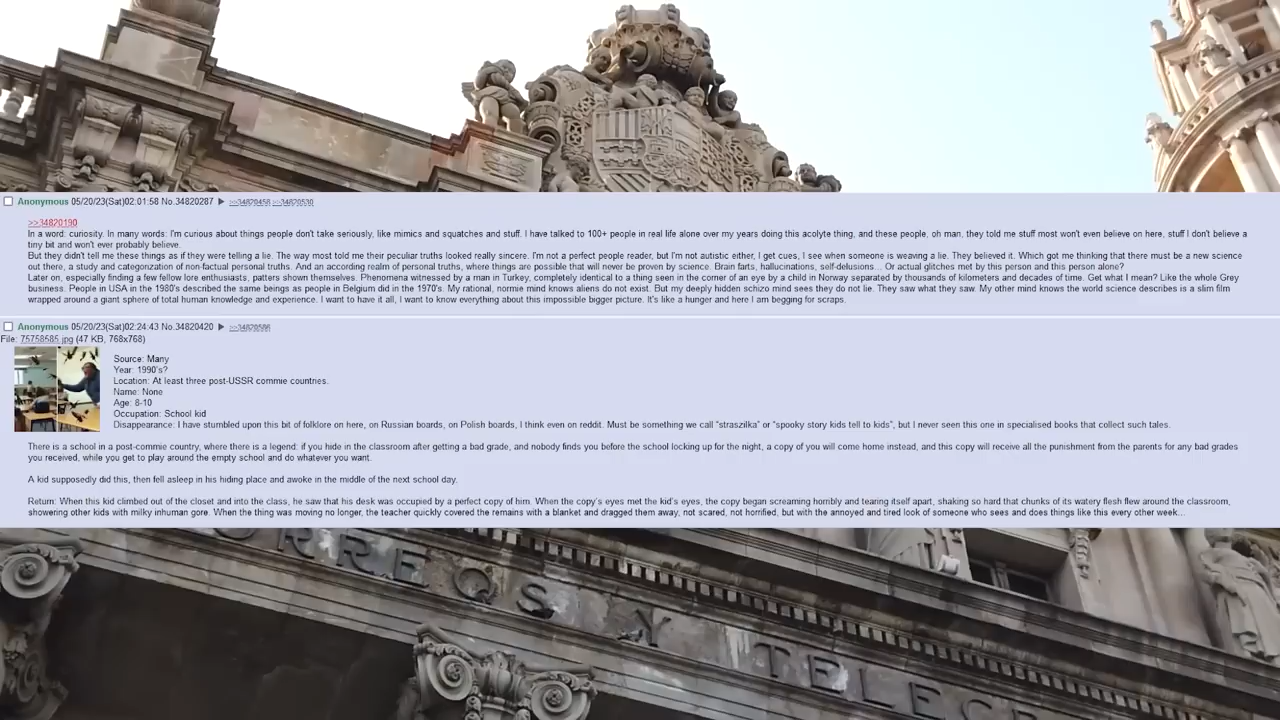 Anonymous 05/20/23(Sat)02:01:58 No.34820287 ▶ >>34820458 >>34820530
>>34820190
In a word: curiosity. In many words: I'm curious about things people don't take seriously, like mimics and squatches and stuff. I have talked to 100+ people in real life alone over my years doing this acolyte thing, and these people, oh man, they told me stuff most won't even believe on here, stuff I don't believe a
tiny bit and won't ever probably believe.
But they didn't tell me these things as if they were telling a lie. The way most told me their peculiar truths looked really sincere. I'm not a perfect people reader, but I'm not autistic either, I get cues, I see when someone is weaving a lie. They believed it. Which got me thinking that there must be a new science
out there, a study and categorization of non-factual personal truths. And an according realm of personal truths, where things are possible that will never be proven by science. Brain farts, hallucinations, self-delusions... Or actual glitches met by this person and this person alone?
Later on, especially finding a few fellow lore enthusiasts, patters shown themselves. Phenomena witnessed by a man in Turkey, completely identical to a thing seen in the corner of an eye by a child in Norway separated by thousands of kilometers and decades of time. Get what I mean? Like the whole Grey
business. People in USA in the 1980's described the same beings as people in Belgium did in the 1970's. My rational, normie mind knows aliens do not exist. But my deeply hidden schizo mind sees they do not lie. They saw what they saw. My other mind knows the world science describes is a slim film
wrapped around a giant sphere of total human knowledge and experience. I want to have it all, I want to know everything about this impossible bigger picture. It's like a hunger and here I am begging for scraps.
Anonymous 05/20/23(Sat)02:24:43 No.34820420 ▶ >>34820586
File: 75758585.jpg (47 KB, 768x768)
Source: Many
Year: 1990's?
Location: At least three post-USSR commie countries.
Name: None
Age: 8-10
Occupation: School kid
Disappearance: I have stumbled upon this bit of folklore on here, on Russian boards, on Polish boards, I think even on reddit. Must be something we call "straszilka" or "spooky story kids tell to kids", but I never seen this one in specialised books that collect such tales.
There is a school in a post-commie country, where there is a legend: if you hide in the classroom after getting a bad grade, and nobody finds you before the school locking up for the night, a copy of you will come home instead, and this copy will receive all the punishment from the parents for any bad grades
you received, while you get to play around the empty school and do whatever you want.
A kid supposedly did this, then fell asleep in his hiding place and awoke in the middle of the next school day.
Return: When this kid climbed out of the closet and into the class, he saw that his desk was occupied by a perfect copy of him. When the copy's eyes met the kid's eyes, the copy began screaming horribly and tearing itself apart, shaking so hard that chunks of its watery flesh flew around the classroom,
showering other kids with milky inhuman gore. When the thing was moving no longer, the teacher quickly covered the remains with a blanket and dragged them away, not scared, not horrified, but with the annoyed and tired look of someone who sees and does things like this every other week...
ORREOS Y TELEGR